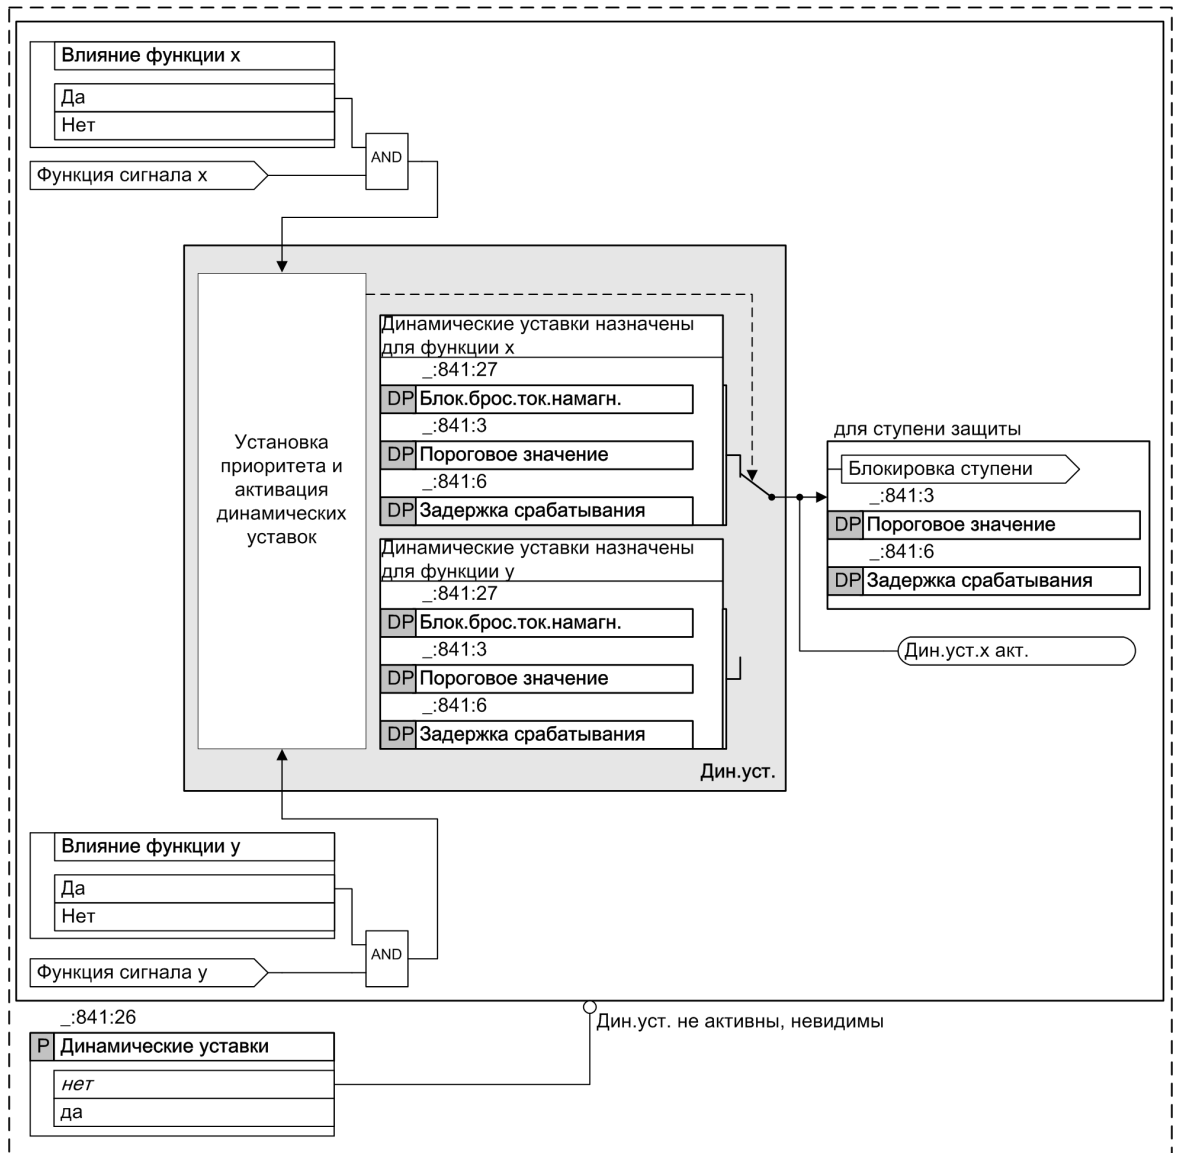 Влияние функции x
Да
Нет
AND
Функция сигнала x
Динамические уставки назначены
для функции x
_:841:27
DP Блок.брос.ток.намагн.
_:841:3
DP Пороговое значение
_:841:6
DP Задержка срабатывания
Установка
приоритета и
активация
динамических
уставок
Динамические уставки назначены
для функции y
_:841:27
DP Блок.брос.ток.намагн.
_:841:3
DP Пороговое значение
_:841:6
DP Задержка срабатывания
Дин.уст.
для ступени защиты
Блокировка ступени
_:841:3
DP Пороговое значение
_:841:6
DP Задержка срабатывания
Дин.уст.x акт.
Влияние функции y
Да
Нет
AND
Функция сигнала y
_:841:26
P Динамические уставки
нет
да
Дин.уст. не активны, невидимы